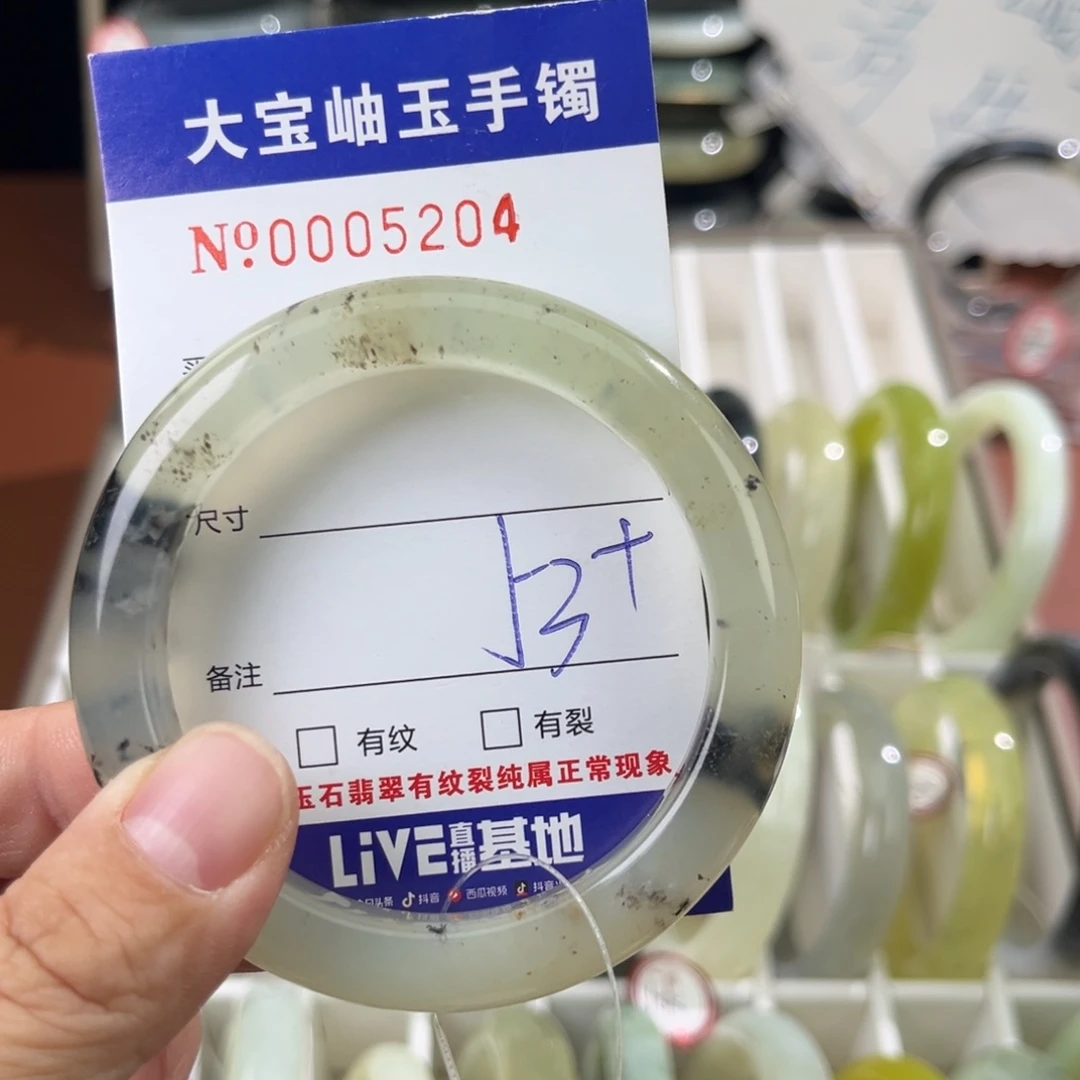 大宝岫玉手镯
Nº:0005204
尺寸
53+
备注
□ 有纹 □ 有裂
玉石翡翠有纹裂纯属正常现象
LiVE直播基地
抖音 西瓜视频 抖音